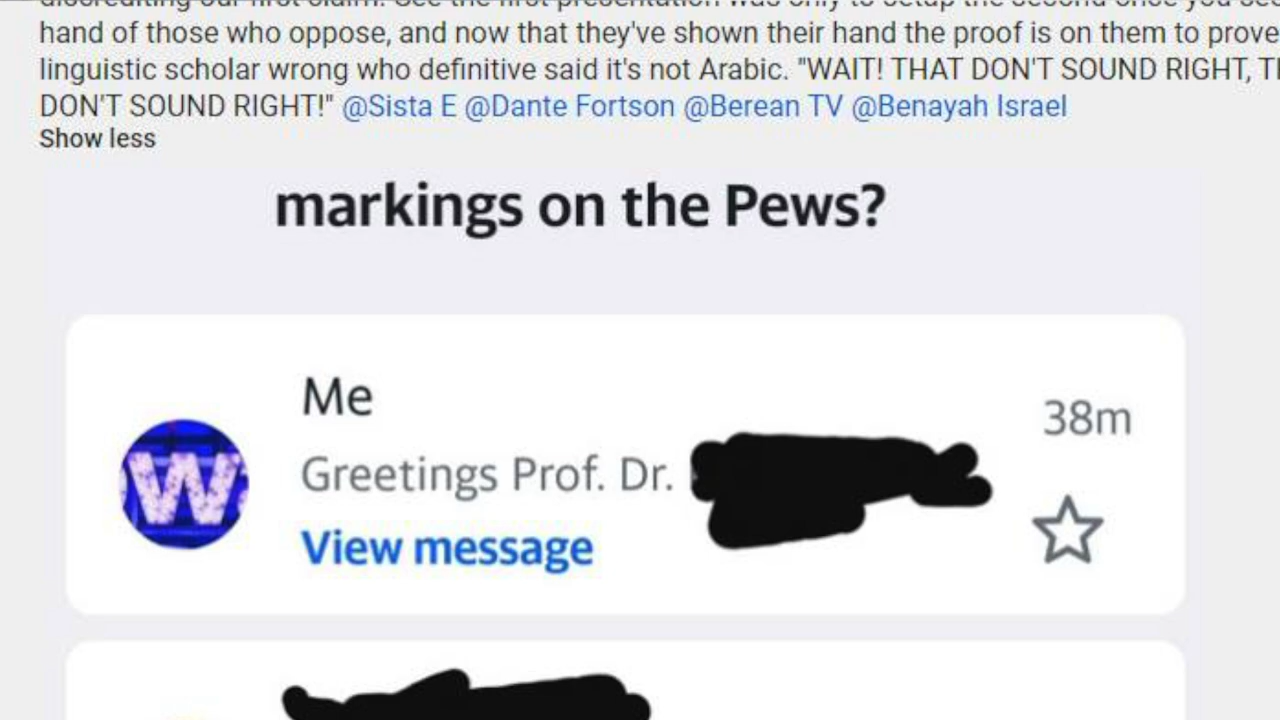 hand of those who oppose, and now that they've shown their hand the proof is on them to prove
linguistic scholar wrong who definitive said it's not Arabic. "WAIT! THAT DON'T SOUND RIGHT,
DON'T SOUND RIGHT!" @Sista E @Dante Fortson @Berean TV @Benayah Israel
Show less
markings on the Pews?
Me
38m
Greetings Prof. Dr.
View message
W